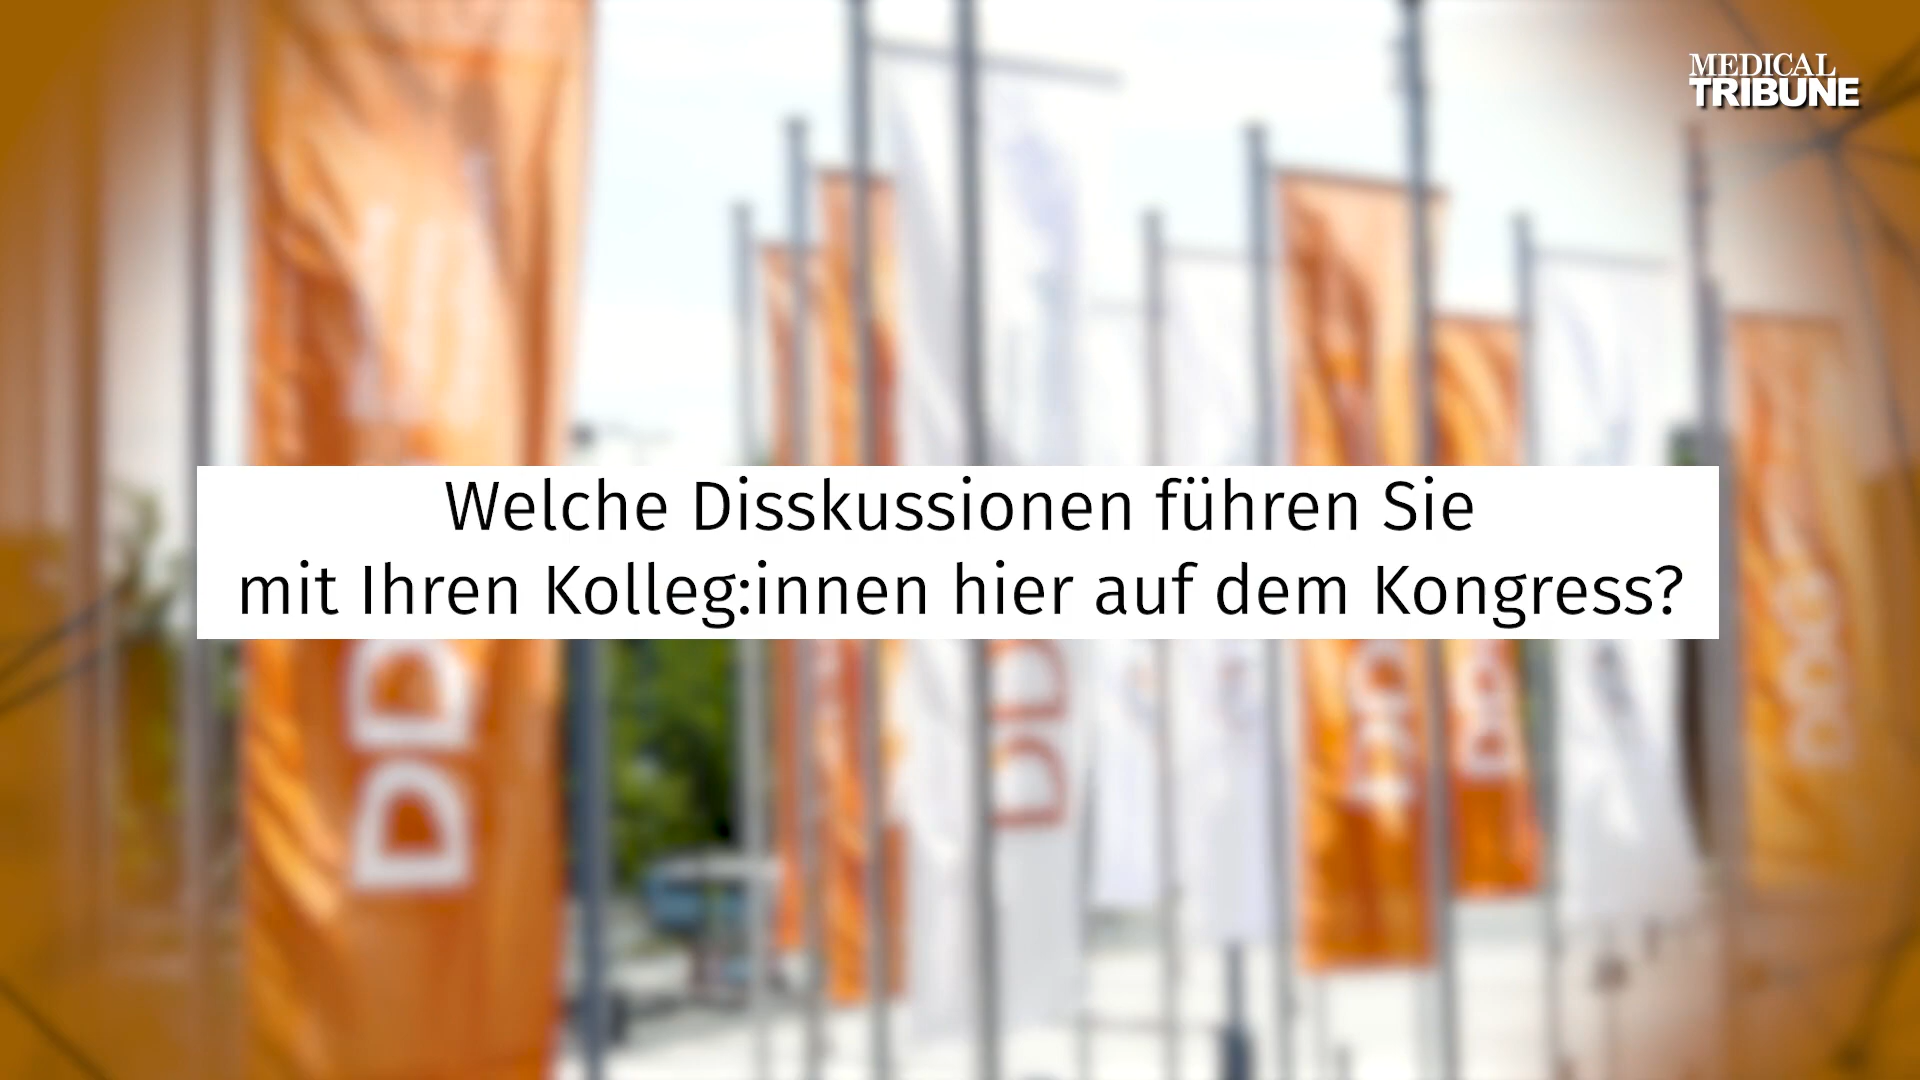 MEDICAL
TRIBUNE
Welche Disskussionen führen Sie
mit Ihren Kolleg:innen hier auf dem Kongress?